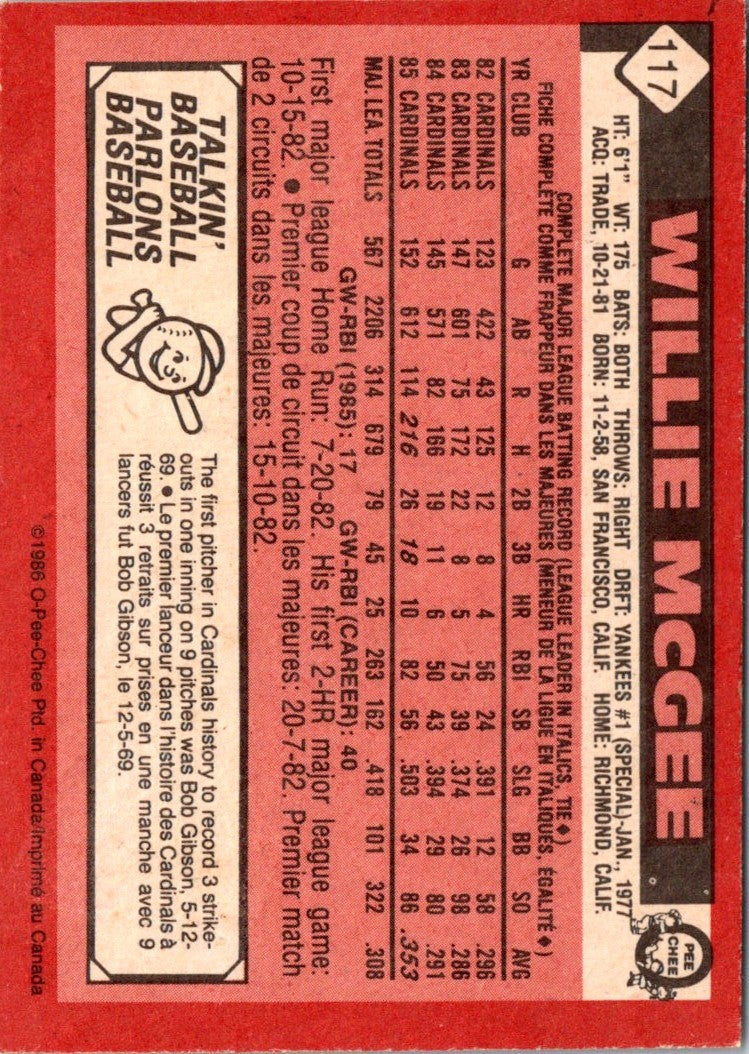 117
WILLIE McGEE
O PEE CHEE
HT: 6'1" WT: 175 BATS: BOTH THROWS: RIGHT DRFT: YANKEES #1 (SPECIAL)-JAN., 1977
ACQ: TRADE, 10-21-81 BORN: 11-2-58, SAN FRANCISCO, CALIF. HOME: RICHMOND, CALIF.
COMPLETE MAJOR LEAGUE BATTING RECORD (LEAGUE LEADER IN ITALICS, TIE ♦)
FICHE COMPLÈTE COMME FRAPPEUR DANS LES MAJEURES (MENEUR DE LA LIGUE EN ITALIQUES, ÉGALITÉ ♦)
YR CLUB G AB R H 2B 3B HR RBI SB SLG BB SO AVG
82 CARDINALS 123 422 43 125 12 8 4 56 24 .391 12 58 .296
83 CARDINALS 147 601 75 172 22 8 5 75 39 .374 26 98 .286
84 CARDINALS 145 571 82 166 19 11 6 50 43 .394 29 80 .291
85 CARDINALS 152 612 114 216 26 18 10 82 56 .503 34 86 .353
MAJ. LEA. TOTALS 567 2206 314 679 79 45 25 263 162 .418 101 322 .308
GW-RBI (1985): 17 GW-RBI (CAREER): 40
First major league Home Run: 7-20-82. His first 2-HR major league game:
10-15-82. ● Premier coup de circuit dans les majeures: 20-7-82. Premier match
de 2 circuits dans les majeures: 15-10-82.
TALKIN'
BASEBALL
PARLONS
BASEBALL
The first pitcher in Cardinals history to record 3 strike-
outs in one inning on 9 pitches was Bob Gibson, 5-12-
69. ● Le premier lanceur dans l'histoire des Cardinals à
réussit 3 retraits sur prises en une manche avec 9
lancers fut Bob Gibson, le 12-5-69.
©1986 O-Pee-Chee Ptd. in Canada/Imprimé au Canada